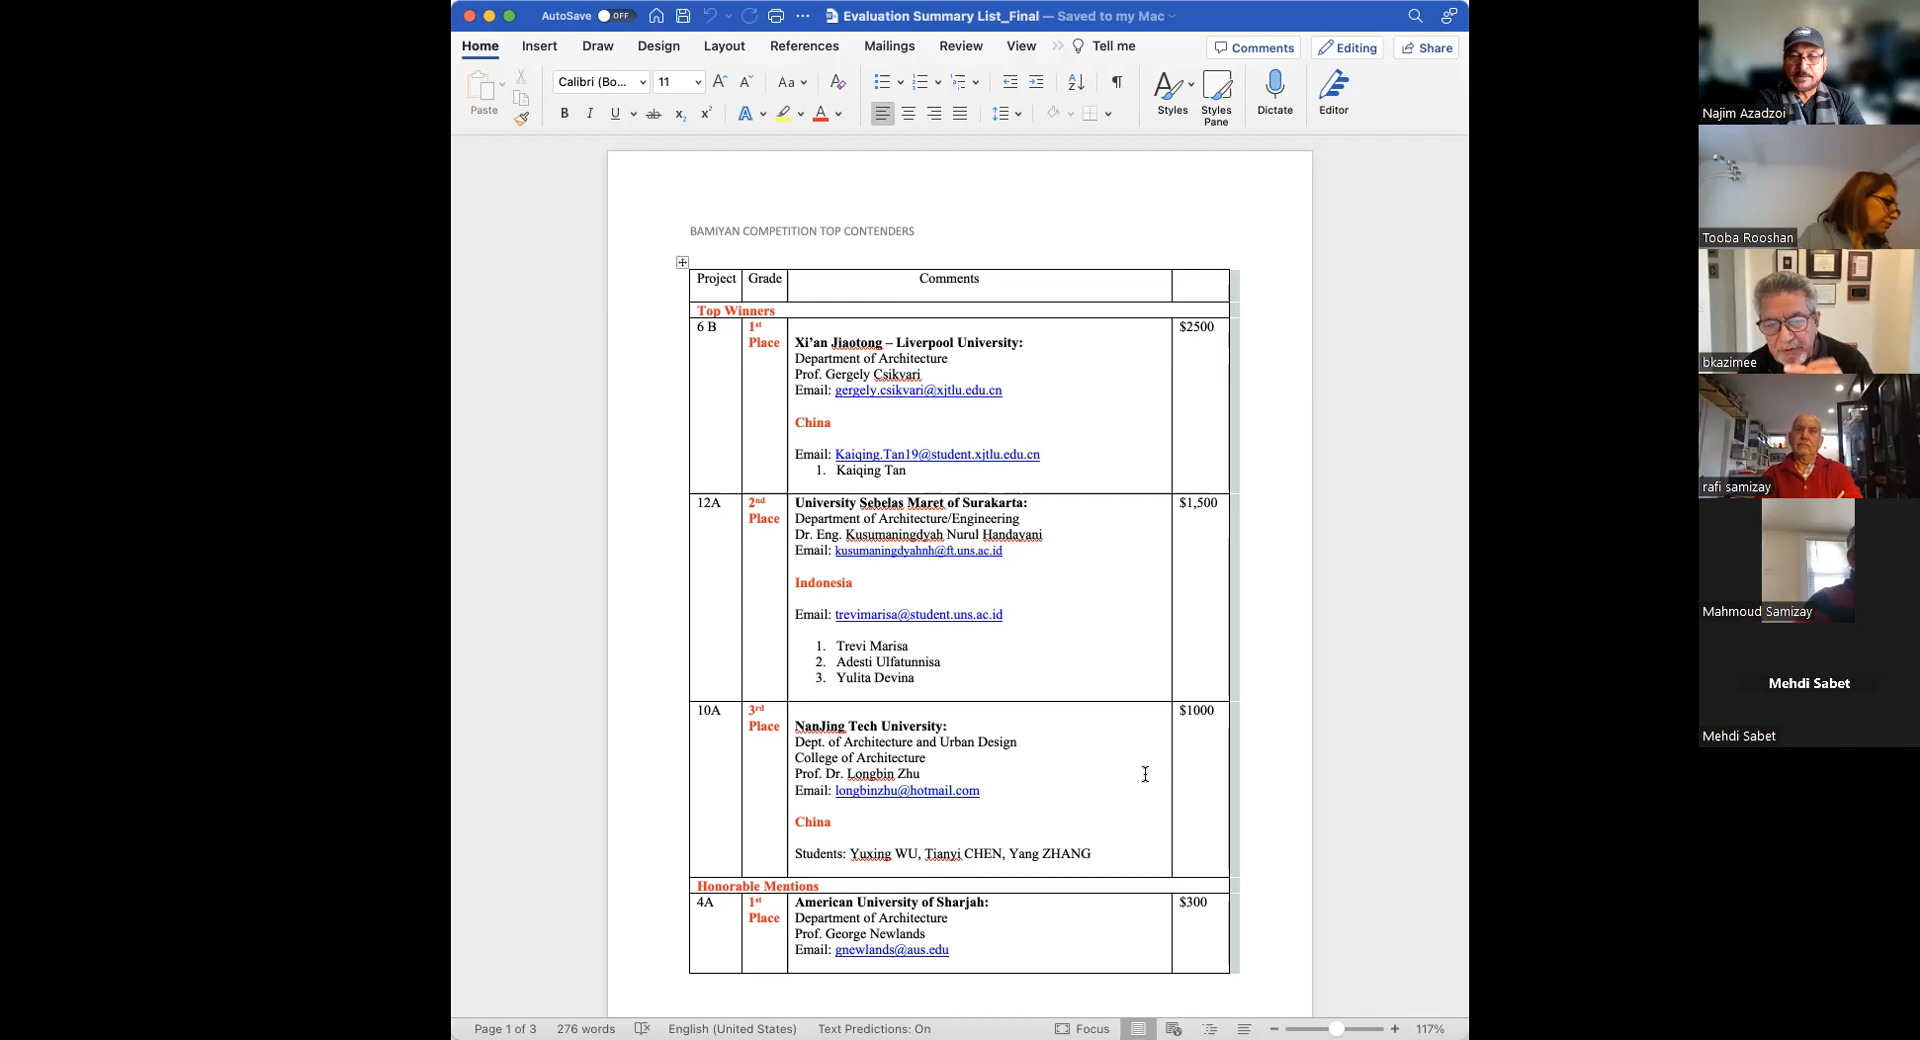 AutoSave OFF
Evaluation Summary List_Final — Saved to my Mac
Home Insert Draw Design Layout References Mailings Review View Tell me
Comments Editing Share
Paste
Calibri (Bo... 11
Aa
Styles
Styles Pane
Dictate
Editor
BAMIYAN COMPETITION TOP CONTENDERS
Project Grade Comments
Top Winners
6 B 1st Place $2500
Xi’an Jiaotong – Liverpool University:
Department of Architecture
Prof. Gergely Csikvari
Email: gergely.csikvari@xjtlu.edu.cn
China
Email: Kaiqing.Tan19@student.xjtlu.edu.cn
1. Kaiqing Tan
12A 2nd Place $1,500
University Sebelas Maret of Surakarta:
Department of Architecture/Engineering
Dr. Eng. Kusumaningdyah Nurul Handayani
Email: kusumaningdyahnh@ft.uns.ac.id
Indonesia
Email: trevimarisa@student.uns.ac.id
1. Trevi Marisa
2. Adesti Ulfatunnisa
3. Yulita Devina
10A 3rd Place $1000
NanJing Tech University:
Dept. of Architecture and Urban Design
College of Architecture
Prof. Dr. Longbin Zhu
Email: longbinzhu@hotmail.com
China
Students: Yuxing WU, Tianyi CHEN, Yang ZHANG
Honorable Mentions
4A 1st Place $300
American University of Sharjah:
Department of Architecture
Prof. George Newlands
Email: gnewlands@aus.edu
Page 1 of 3 276 words English (United States) Text Predictions: On Focus 117%
Najim Azadzoi
Tooba Rooshan
bkazimee
rafi samizay
Mahmoud Samizay
Mehdi Sabet
Mehdi Sabet